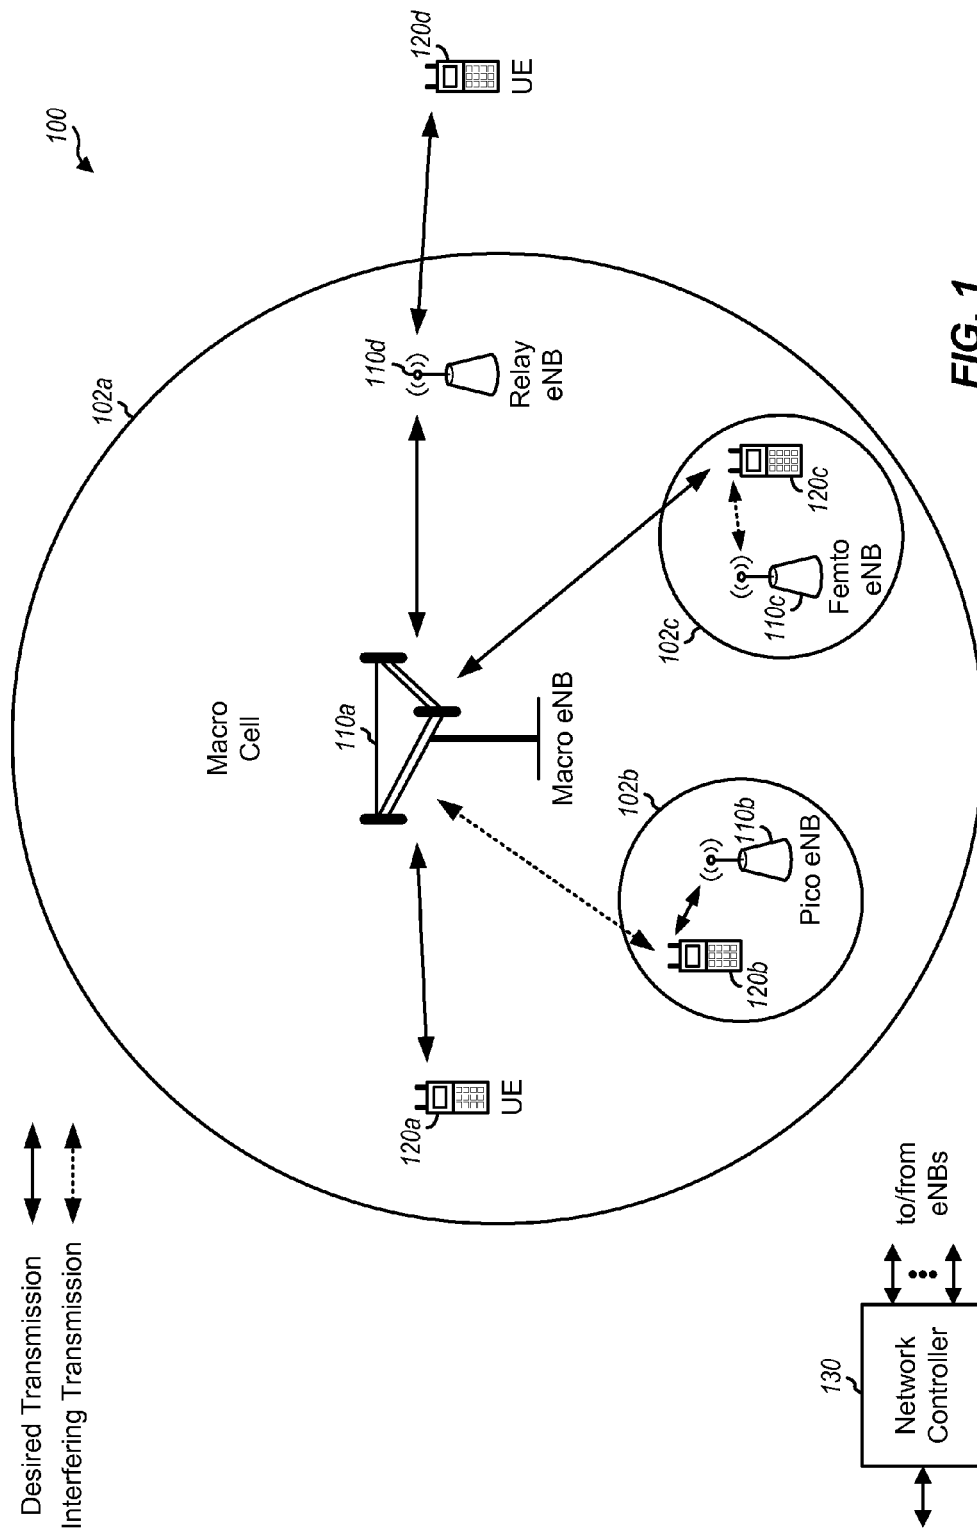 Desired Transmission
Interfering Transmission
100
102a
Macro
Cell
110a
Macro eNB
110d
Relay
eNB
120d
UE
120a
UE
102b
110b
Pico eNB
120b
102c
110c
Femto
eNB
120c
130
Network
Controller
to/from
eNBs
FIG. 1